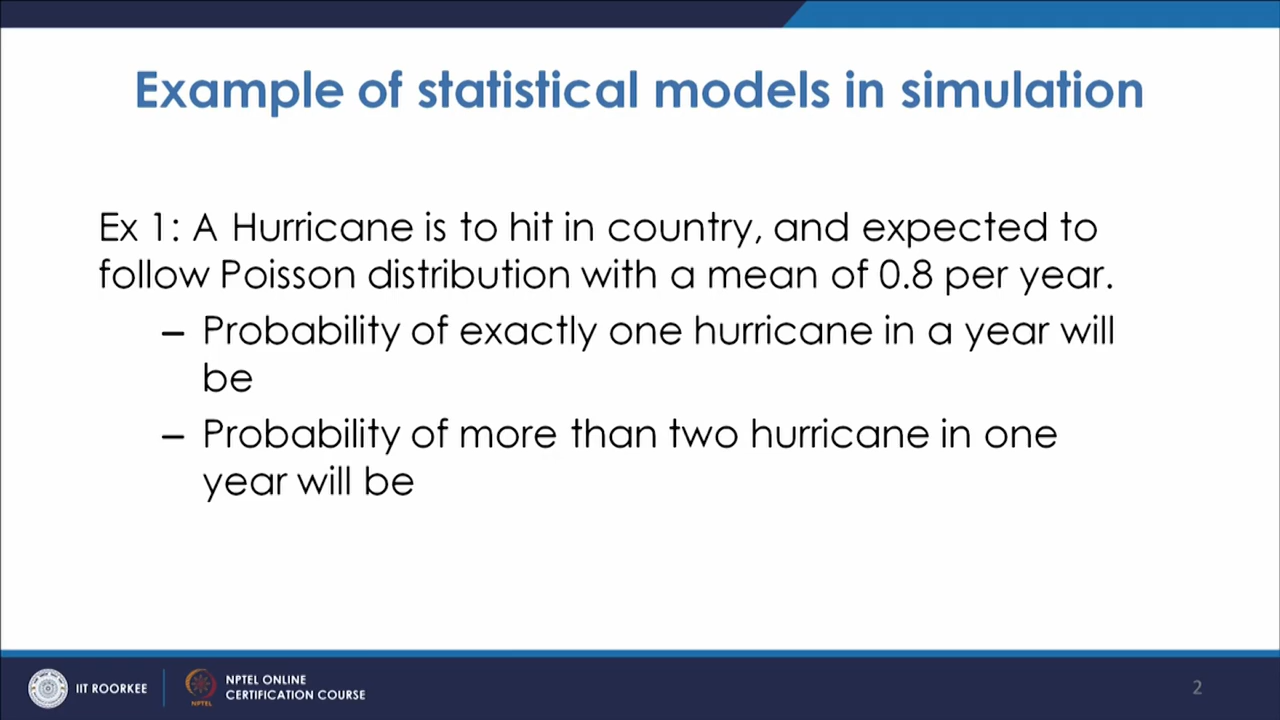 Example of statistical models in simulation
Ex 1: A Hurricane is to hit in country, and expected to
follow Poisson distribution with a mean of 0.8 per year.
– Probability of exactly one hurricane in a year will
be
– Probability of more than two hurricane in one
year will be
IIT ROORKEE
NPTEL
NPTEL ONLINE
CERTIFICATION COURSE
2